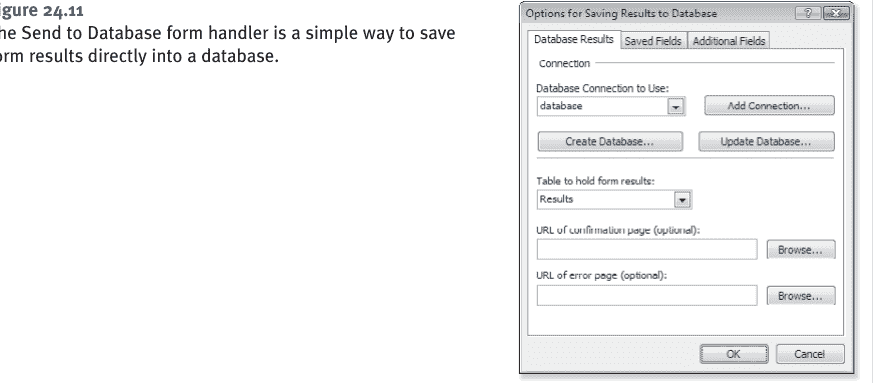 igure 24.11
he Send to Database form handler is a simple way to save
orm results directly into a database.
Options for Saving Results to Database
Database Results Saved Fields Additional Fields
Connection
Database Connection to Use:
database Add Connection...
Create Database... Update Database...
Table to hold form results:
Results
URL of confirmation page (optional):
Browse...
URL of error page (optional):
Browse...
OK Cancel